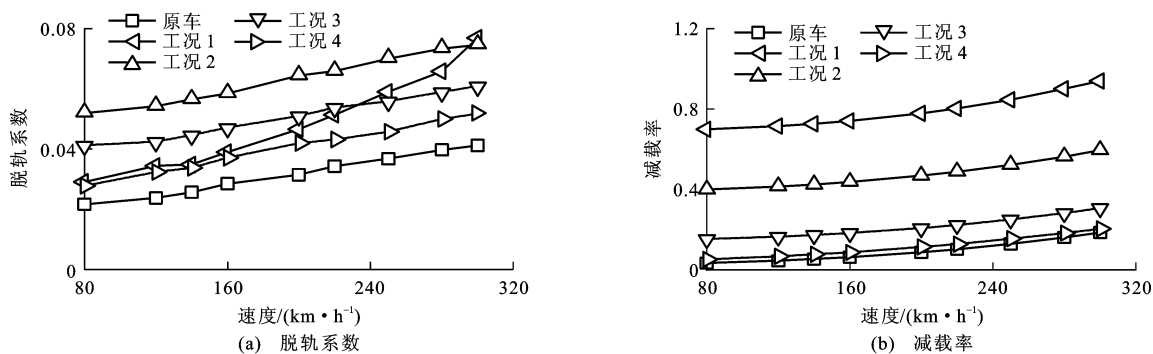 0.08
0.04
0
脱轨系数
原车
工况 1
工况 2
工况 3
工况 4
80
160
240
320
速度/(km·h⁻¹)
(a) 脱轨系数
1.2
0.8
0.4
0
减载率
原车
工况 1
工况 2
工况 3
工况 4
80
160
240
320
速度/(km·h⁻¹)
(b) 减载率